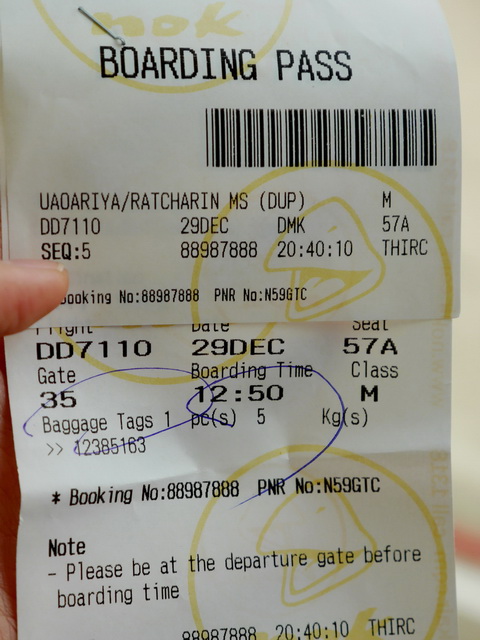 nok
BOARDING PASS
UAOARIYA/RATCHARIN MS (DUP) M
DD7110 29DEC DMK 57A
SEQ:5 88987888 20:40:10 THIRC
Booking No:88987888 PNR No:N59GTC
Flight Date Seat
DD7110 29DEC 57A
Gate Boarding Time Class
35 12:50 M
Baggage Tags 1 pc(s) 5 Kg(s)
>> 12385163
* Booking No:88987888 PNR No:N59GTC
Note
- Please be at the departure gate before
boarding time
88987888 20:40:10 THIRC